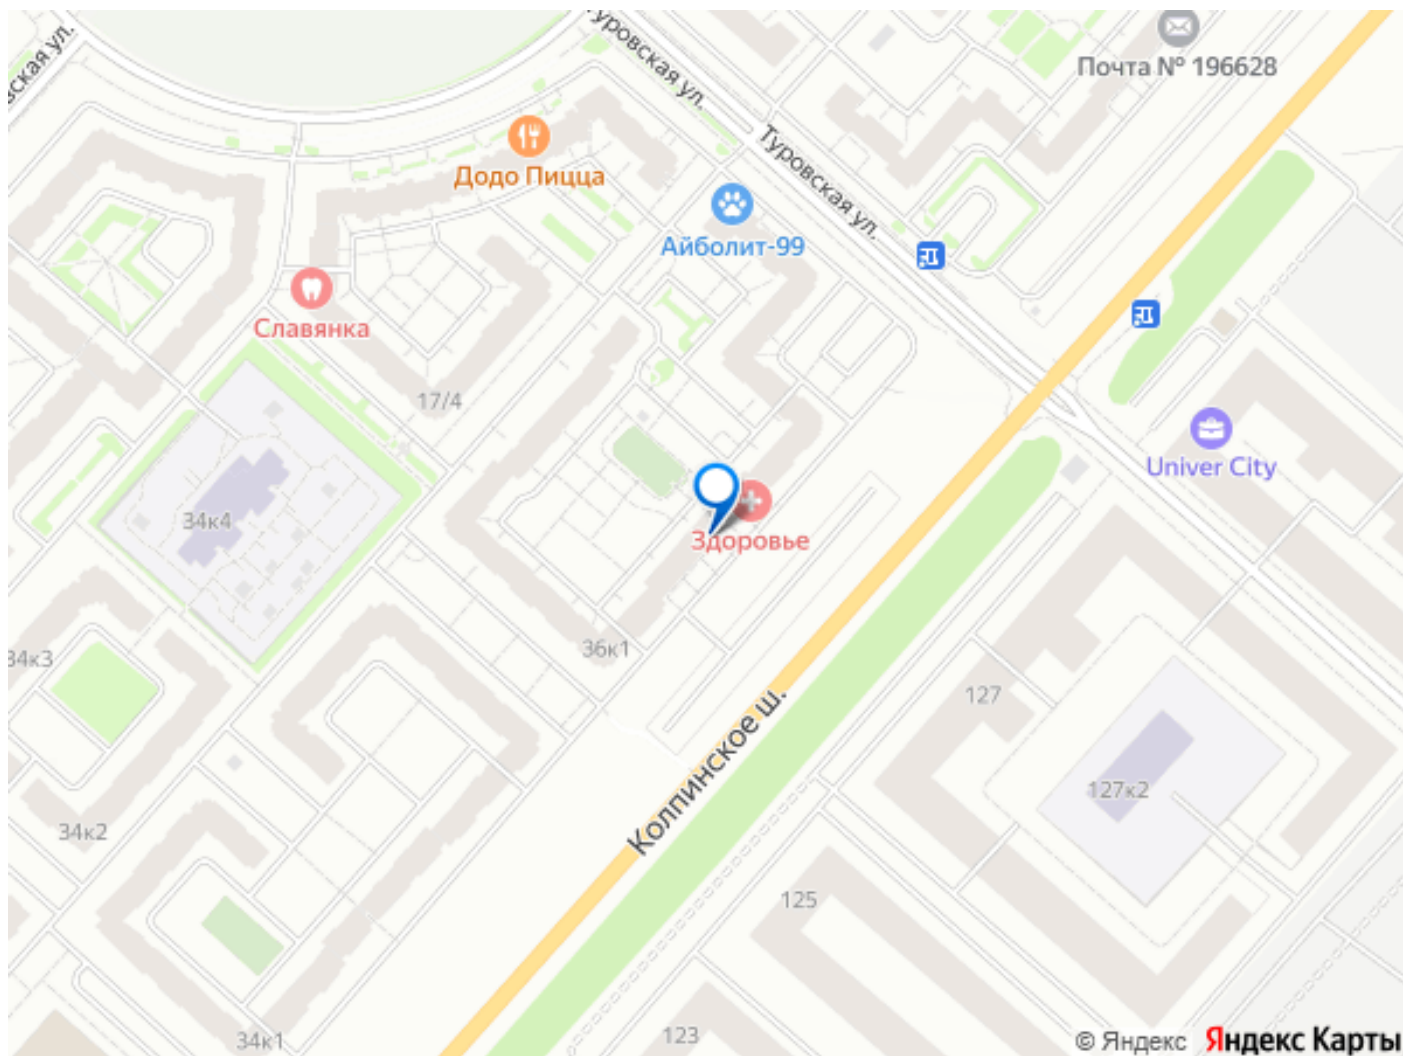 вская ул.
Туровская ул.
Почта № 196628
Туровская ул.
Додо Пицца
Айболит-99
Славянка
17/4
Univer City
34к4
Здоровье
36к1
34к3
127
Колпинское ш.
127к2
34к2
125
123
34к1
© Яндекс Яндекс Карты